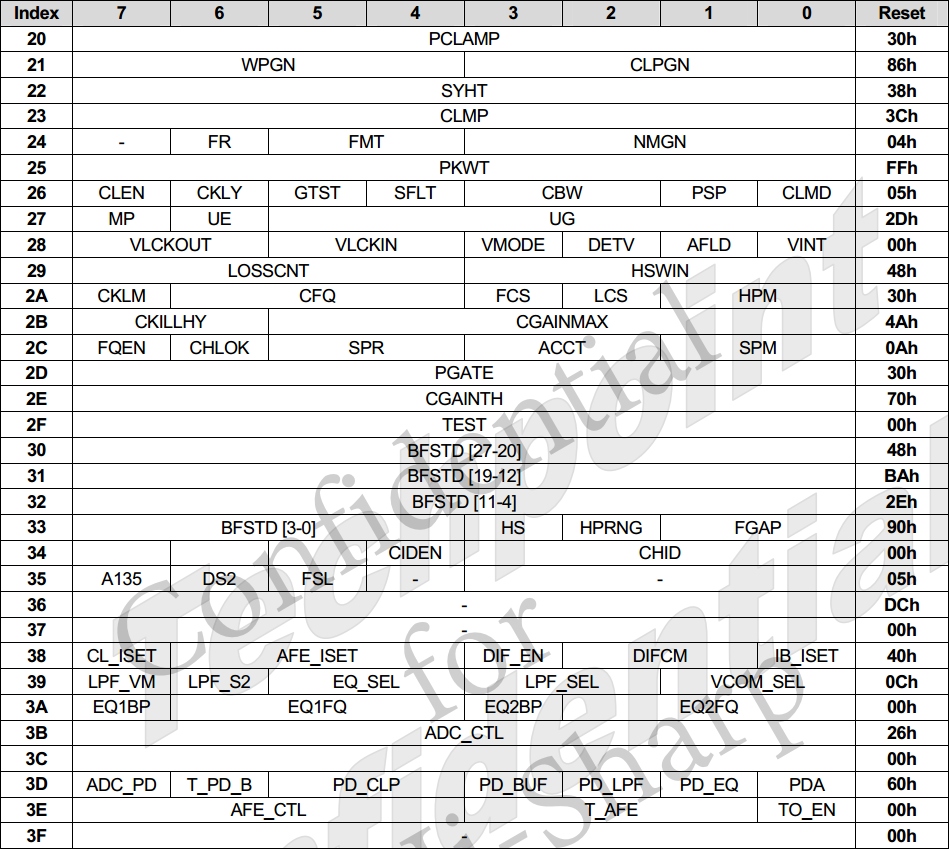 Index 7 6 5 4 3 2 1 0 Reset
20 PCLAMP 30h
21 WPGN CLPGN 86h
22 SYHT 38h
23 CLMP 3Ch
24 - FR FMT NMGN 04h
25 PKWT FFh
26 CLEN CKLY GTST SFLT CBW PSP CLMD 05h
27 MP UE UG 2Dh
28 VLCKOUT VLCKIN VMODE DETV AFLD VINT 00h
29 LOSSCNT HSWIN 48h
2A CKLM CFQ FCS LCS HPM 30h
2B CKILLHY CGAINMAX 4Ah
2C FQEN CHLOK SPR ACCT SPM 0Ah
2D PGATE 30h
2E CGAINTH 70h
2F TEST 00h
30 BFSTD [27-20] 48h
31 BFSTD [19-12] BAh
32 BFSTD [11-4] 2Eh
33 BFSTD [3-0] HS HPRNG FGAP 90h
34 CIDEN CHID 00h
35 A135 DS2 FSL - - 05h
36 - DCh
37 - 00h
38 CL_ISET AFE_ISET DIF_EN DIFCM IB_ISET 40h
39 LPF_VM LPF_S2 EQ_SEL LPF_SEL VCOM_SEL 0Ch
3A EQ1BP EQ1FQ EQ2BP EQ2FQ 00h
3B ADC_CTL 26h
3C 00h
3D ADC_PD T_PD_B PD_CLP PD_BUF PD_LPF PD_EQ PDA 60h
3E AFE_CTL T_AFE TO_EN 00h
3F - 00h
Techpoint
Confidential
Confidential
for